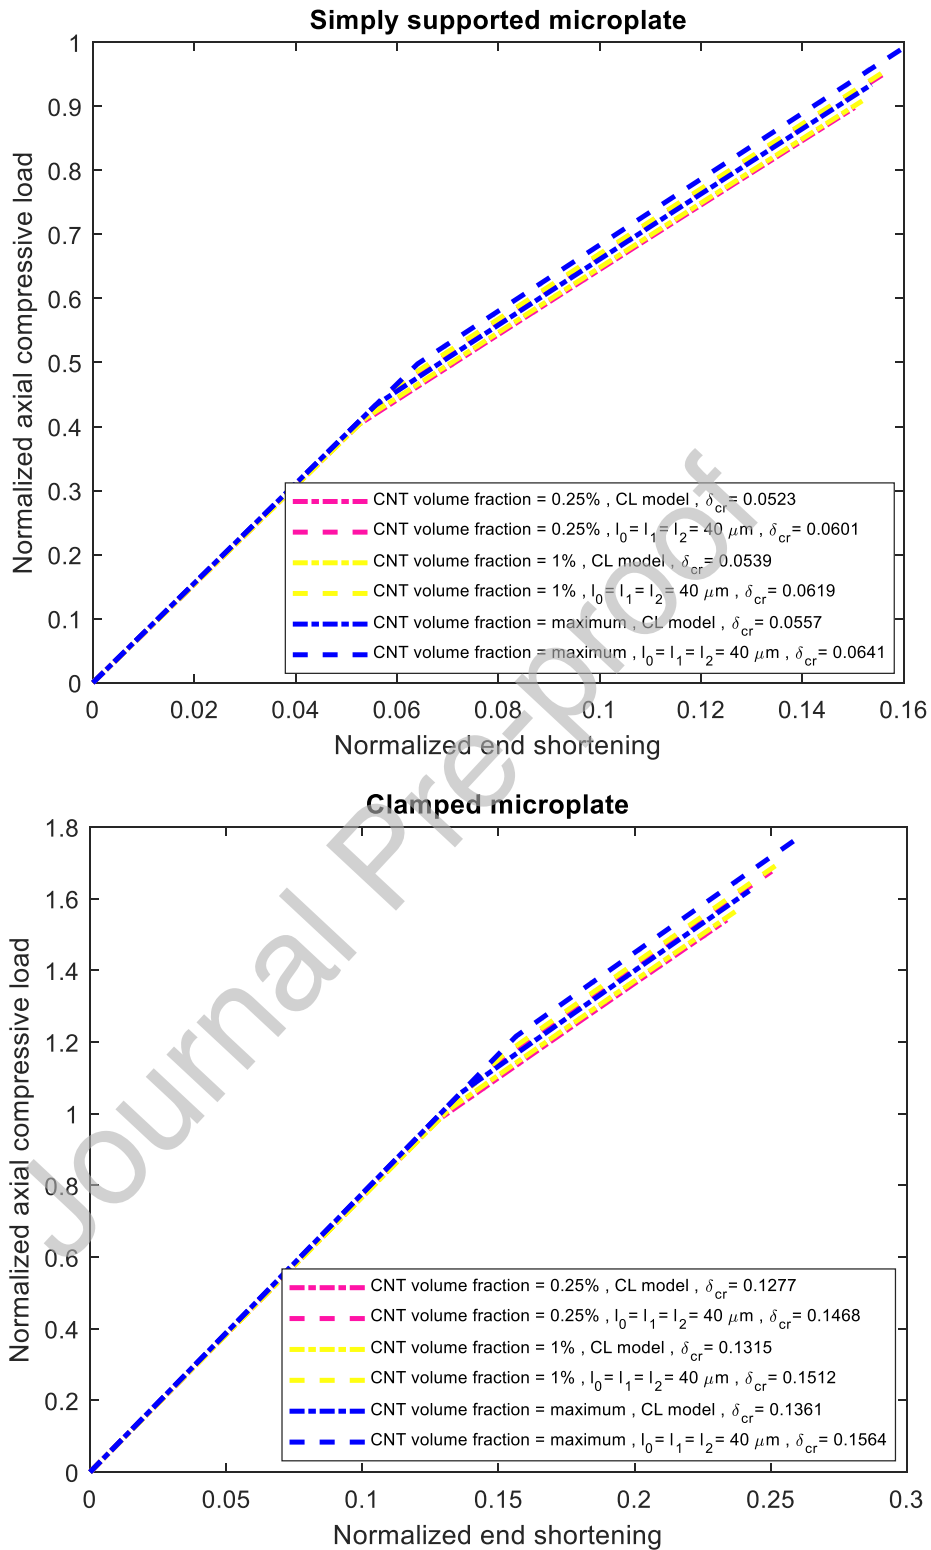 Simply supported microplate
1
0.9
0.8
0.7
0.6
0.5
0.4
0.3
0.2
0.1
0
Normalized axial compressive load
CNT volume fraction = 0.25% , CL model , δcr= 0.0523
CNT volume fraction = 0.25% , l0= l1= l2= 40 μm , δcr= 0.0601
CNT volume fraction = 1% , CL model , δcr= 0.0539
CNT volume fraction = 1% , l0= l1= l2= 40 μm , δcr= 0.0619
CNT volume fraction = maximum , CL model , δcr= 0.0557
CNT volume fraction = maximum , l0= l1= l2= 40 μm , δcr= 0.0641
0 0.02 0.04 0.06 0.08 0.1 0.12 0.14 0.16
Normalized end shortening
Journal Pre-proof
Clamped microplate
1.8
1.6
1.4
1.2
1
0.8
0.6
0.4
0.2
0
Normalized axial compressive load
CNT volume fraction = 0.25% , CL model , δcr= 0.1277
CNT volume fraction = 0.25% , l0= l1= l2= 40 μm , δcr= 0.1468
CNT volume fraction = 1% , CL model , δcr= 0.1315
CNT volume fraction = 1% , l0= l1= l2= 40 μm , δcr= 0.1512
CNT volume fraction = maximum , CL model , δcr= 0.1361
CNT volume fraction = maximum , l0= l1= l2= 40 μm , δcr= 0.1564
0 0.05 0.1 0.15 0.2 0.25 0.3
Normalized end shortening